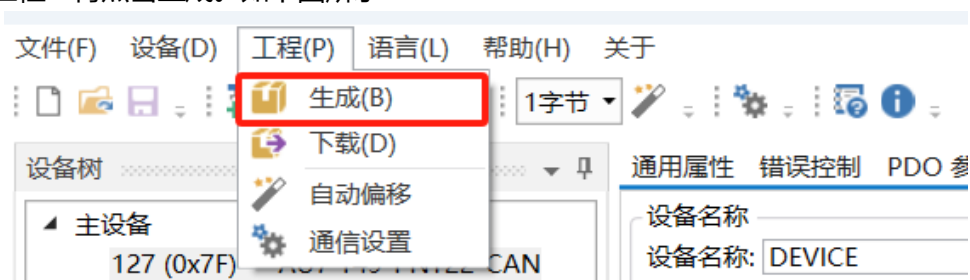 文件(F) 设备(D) 工程(P) 语言(L) 帮助(H) 关于
生成(B) 1字节
下载(D)
设备树 通用属性 错误控制 PDO
自动偏移
主设备 设备名称
通信设置 设备名称: DEVICE
127 (0x7F) CAN